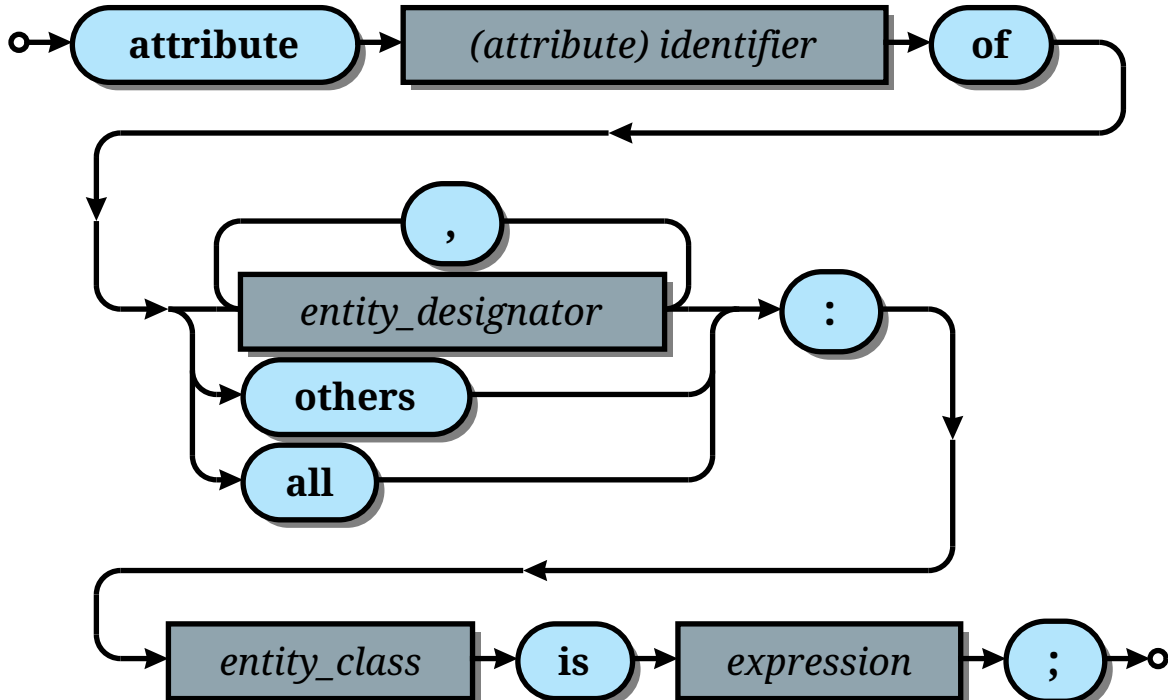 attribute (attribute) identifier of
,
entity_designator :
others
all
entity_class is expression ;